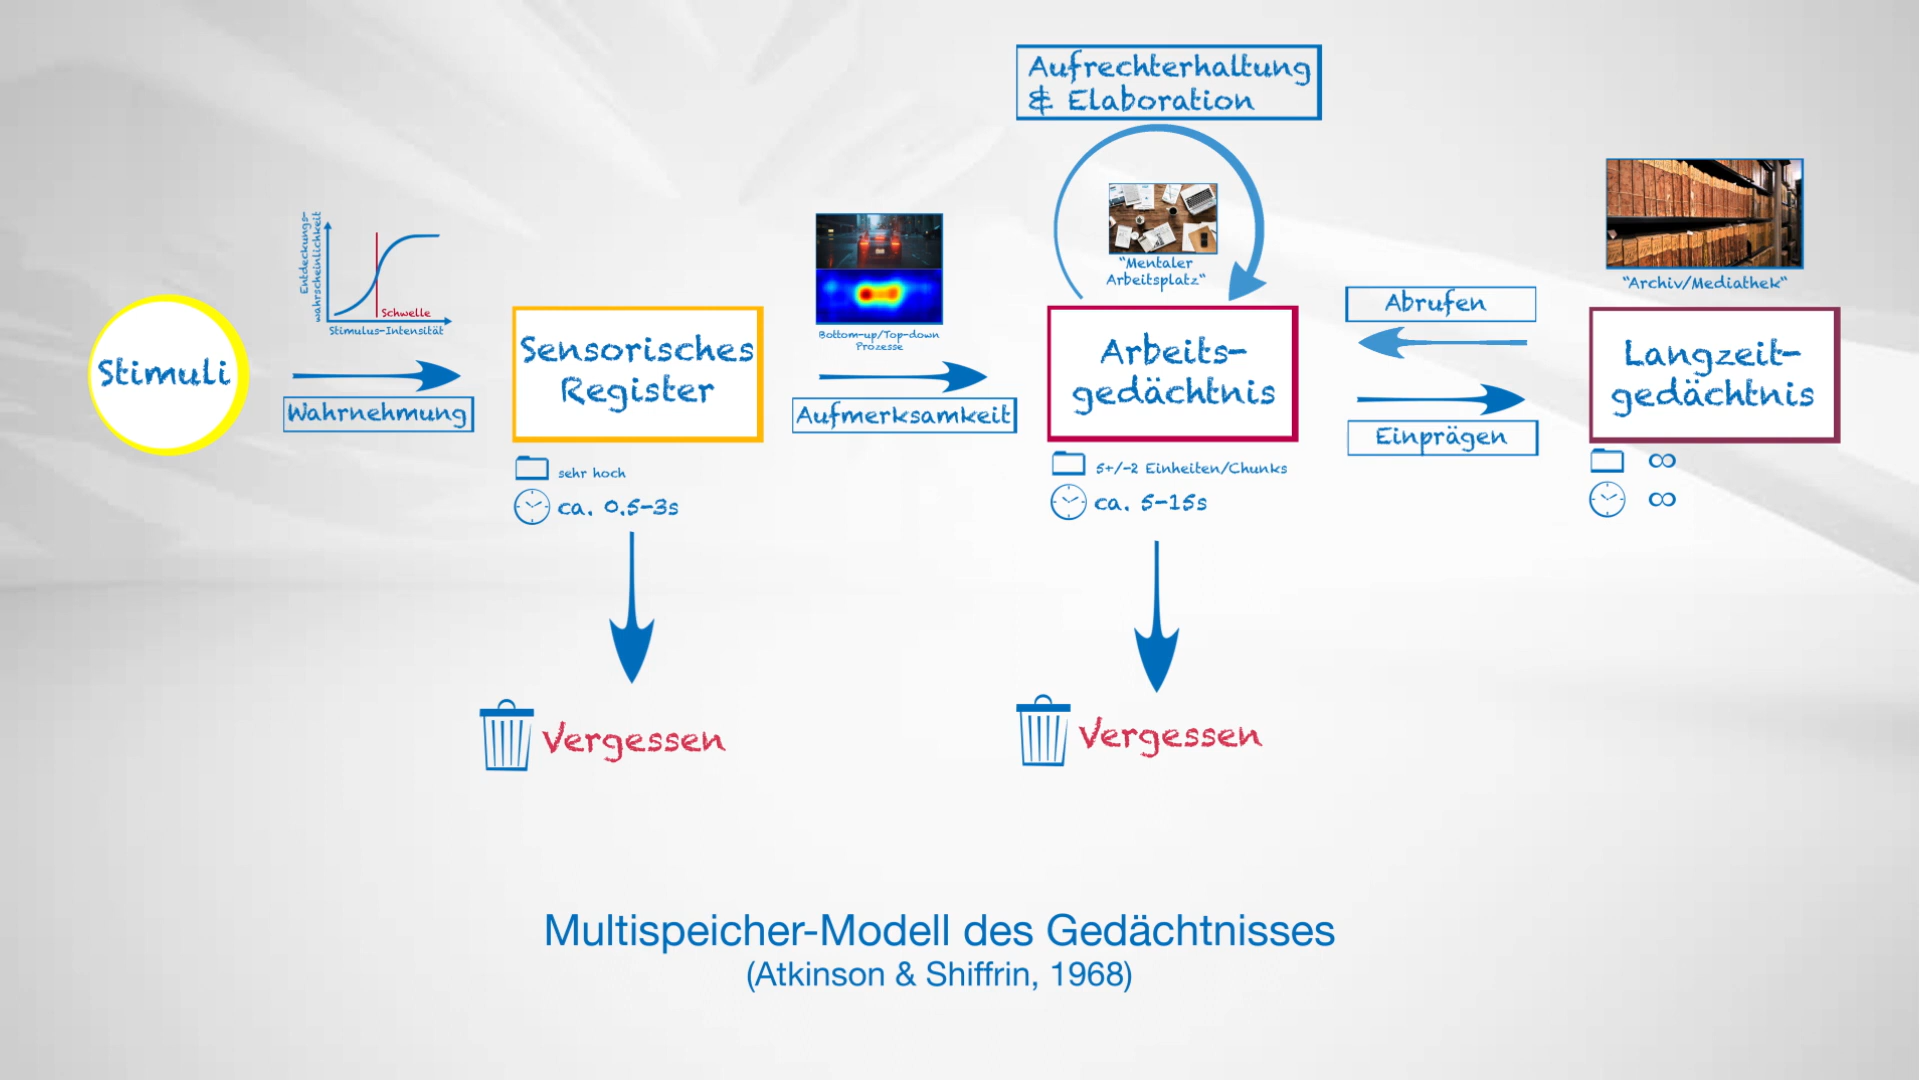 Aufrechterhaltung
& Elaboration
Entdeckungs-
wahrscheinlichkeit
Schwelle
Stimulus-Intensität
"Mentaler
Arbeitsplatz"
"Archiv/Mediathek"
Bottom-up/Top-down
Prozesse
Stimuli
Wahrnehmung
Sensorisches
Register
Aufmerksamkeit
Arbeits-
gedächtnis
Abrufen
Einprägen
Langzeit-
gedächtnis
sehr hoch
ca. 0.5-3s
5+/-2 Einheiten/Chunks
ca. 5-15s
∞
∞
Vergessen
Vergessen
Multispeicher-Modell des Gedächtnisses
(Atkinson & Shiffrin, 1968)